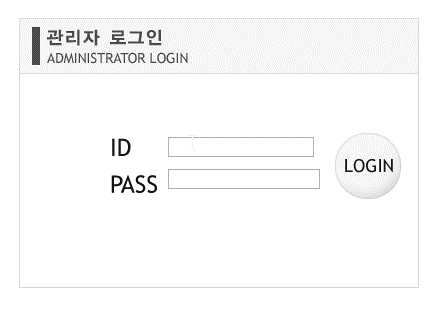 관리자 로그인
ADMINISTRATOR LOGIN
ID
PASS
LOGIN